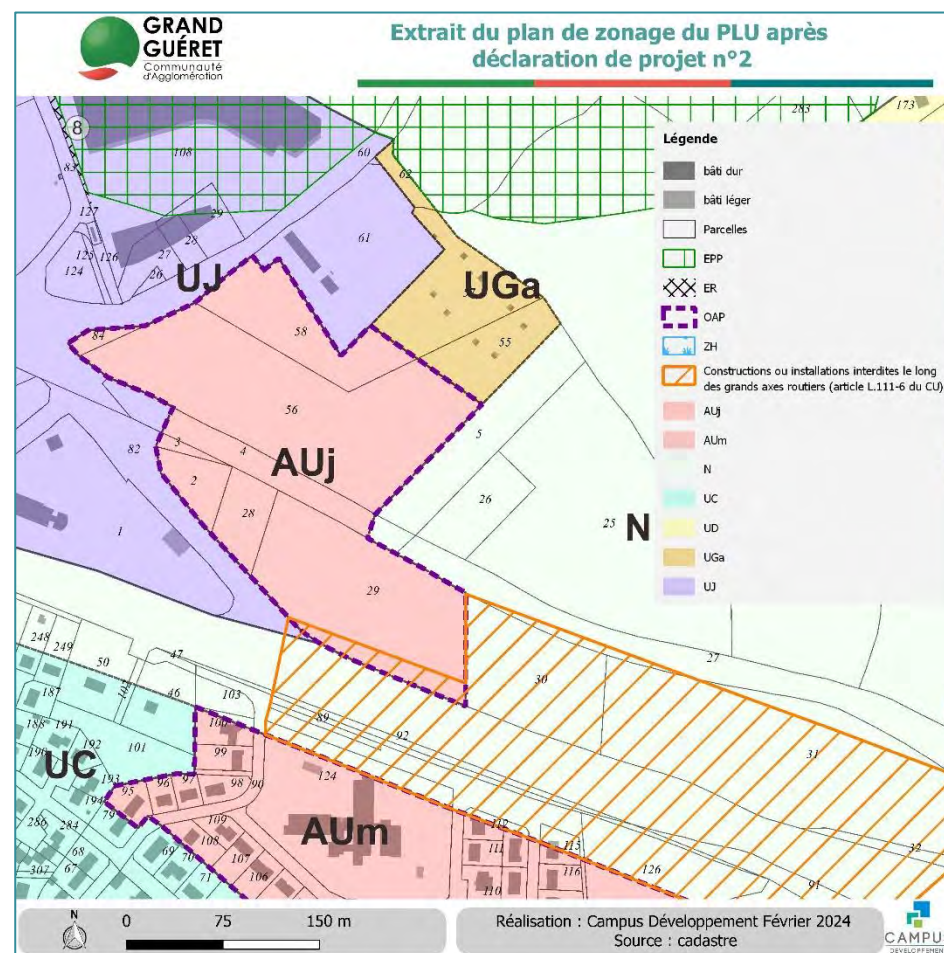 GRAND
GUÉRET
Communauté
d'Agglomération
Extrait du plan de zonage du PLU après
déclaration de projet n°2
8
108
83
127
125
126
124
29
28
27
26
60
62
61
283
173
UJ
UGa
55
84
58
56
3
4
82
2
28
AUj
5
26
25
N
1
29
27
30
31
32
Légende
bâti dur
bâti léger
Parcelles
EPP
ER
OAP
ZH
Constructions ou installations interdites le long
des grands axes routiers (article L.111-6 du CU)
AUj
AUm
N
UC
UD
UGa
UJ
248
249
50
47
46
103
89
92
187
188
191
190
192
101
UC
193
194
95
96
97
98
99
90
100
79
124
AUm
109
108
107
106
69
70
71
284
68
67
307
112
111
110
115
116
126
91
N
0
75
150 m
Réalisation : Campus Développement Février 2024
Source : cadastre
CAMPUS
DÉVELOPPEMENT